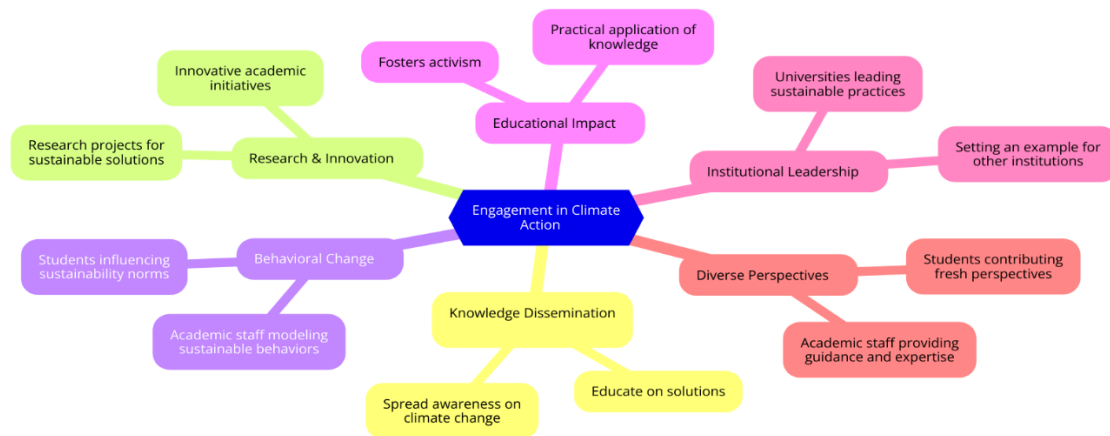 Practical application of
knowledge
Fosters activism
Educational Impact
Innovative academic
initiatives
Research projects for
sustainable solutions
Research & Innovation
Universities leading
sustainable practices
Setting an example for
other institutions
Institutional Leadership
Engagement in Climate
Action
Students influencing
sustainability norms
Behavioral Change
Academic staff modeling
sustainable behaviors
Knowledge Dissemination
Spread awareness on
climate change
Educate on solutions
Diverse Perspectives
Students contributing
fresh perspectives
Academic staff providing
guidance and expertise